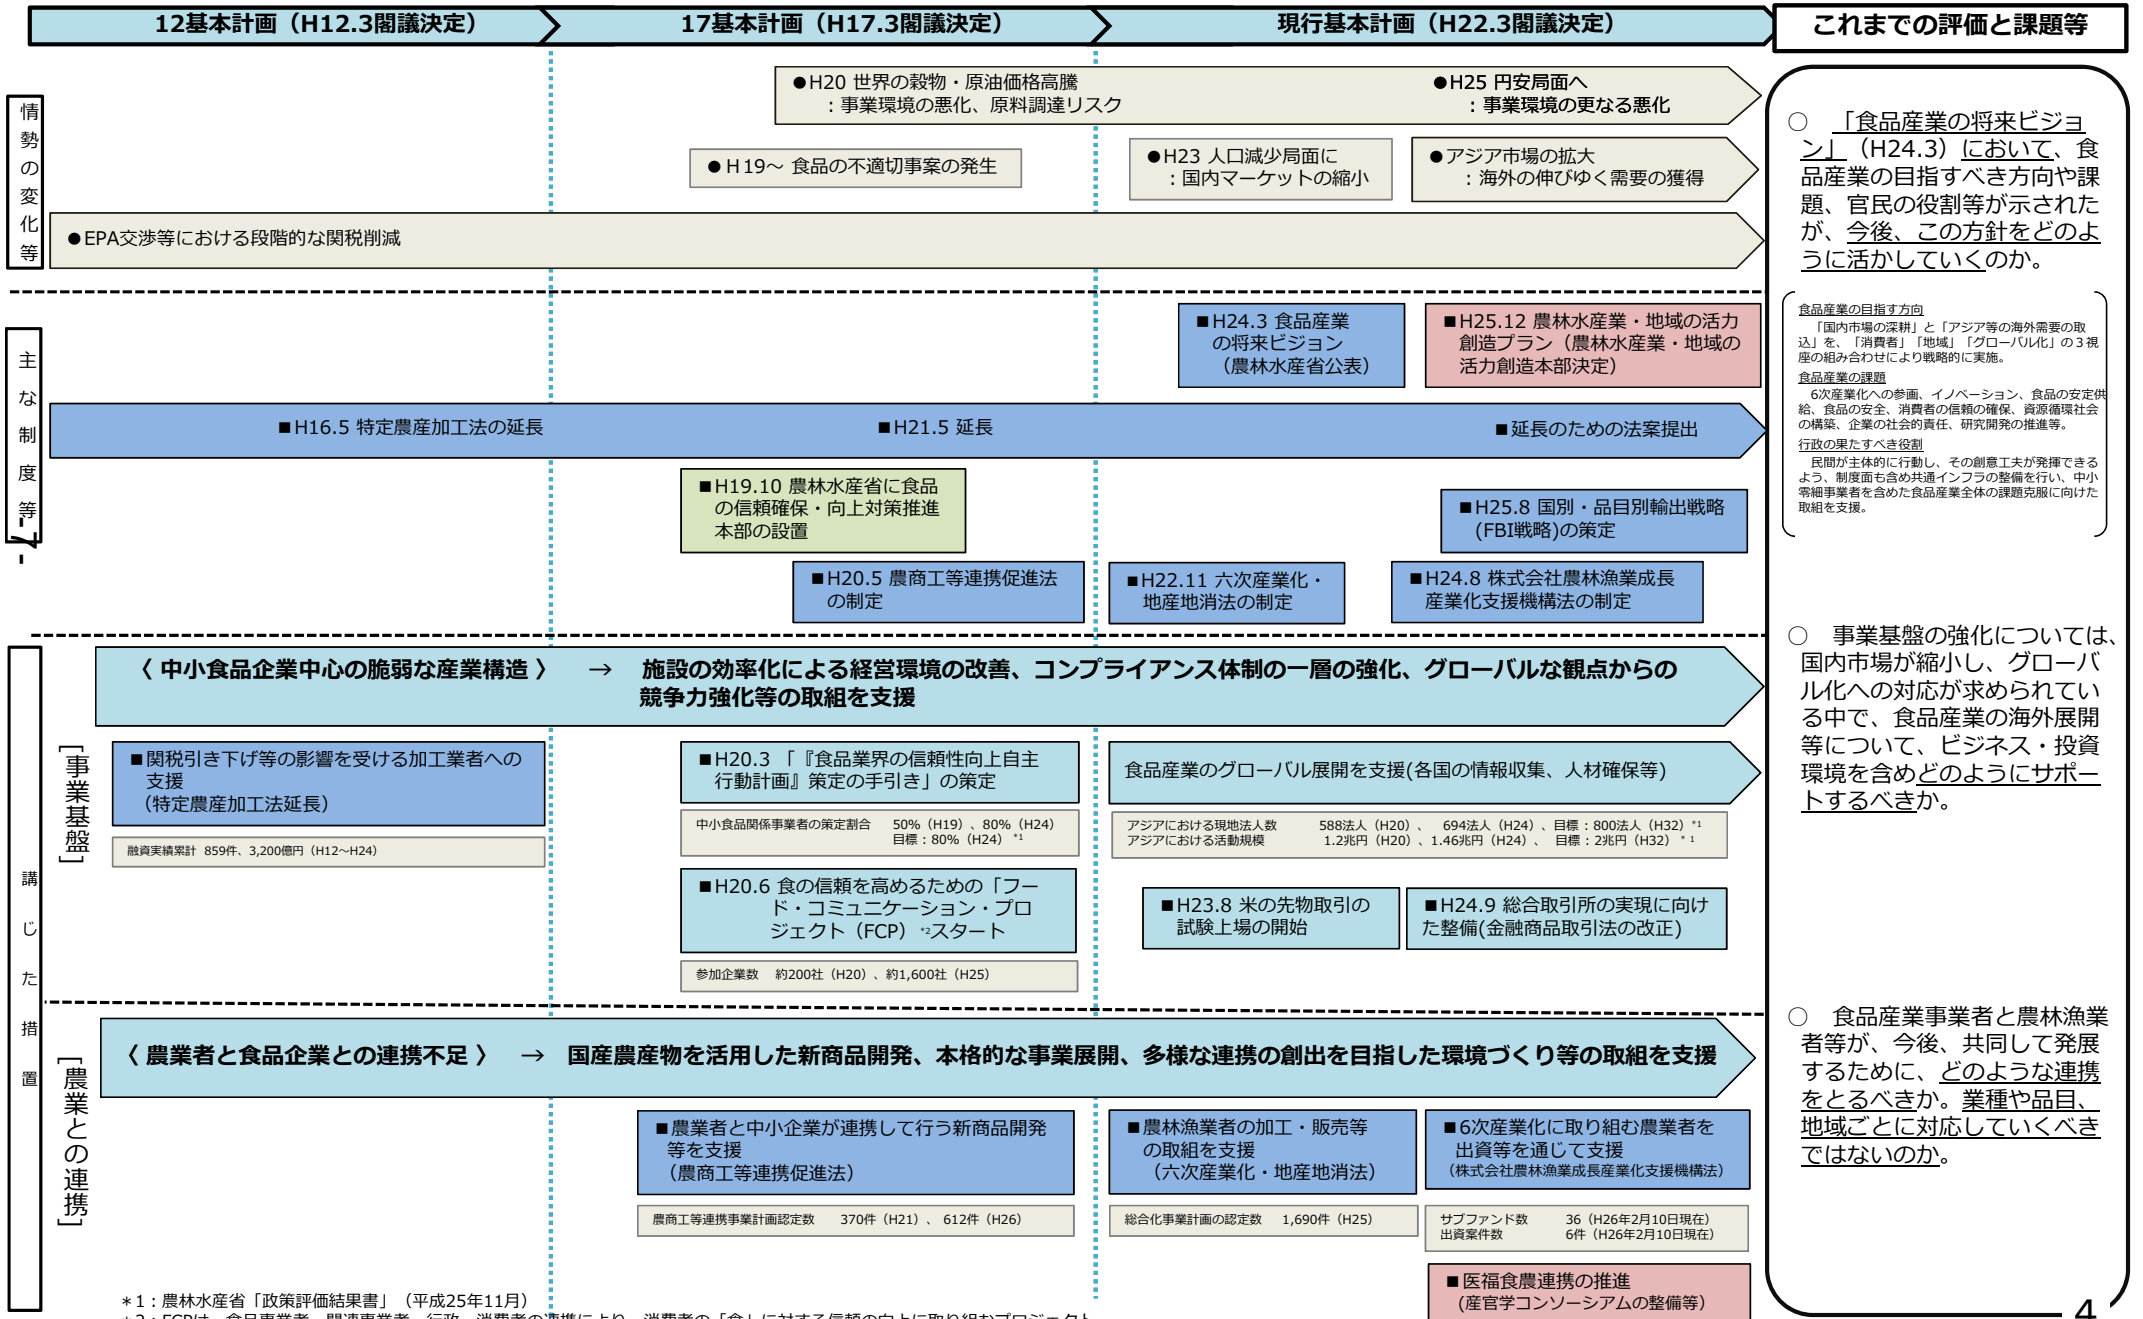 12基本計画（H12.3閣議決定）
17基本計画（H17.3閣議決定）
現行基本計画（H22.3閣議決定）
これまでの評価と課題等
情勢の変化等
●H20 世界の穀物・原油価格高騰
：事業環境の悪化、原料調達リスク
●H25 円安局面へ
：事業環境の更なる悪化
●H19～ 食品の不適切事案の発生
●H23 人口減少局面に
：国内マーケットの縮小
●アジア市場の拡大
：海外の伸びゆく需要の獲得
●EPA交渉等における段階的な関税削減
主な制度等
■H24.3 食品産業
の将来ビジョン
（農林水産省公表）
■H25.12 農林水産業・地域の活力
創造プラン（農林水産業・地域の
活力創造本部決定）
■H16.5 特定農産加工法の延長
■H21.5 延長
■延長のための法案提出
■H19.10 農林水産省に食品
の信頼確保・向上対策推進
本部の設置
■H25.8 国別・品目別輸出戦略
(FBI戦略)の策定
■H20.5 農商工等連携促進法
の制定
■H22.11 六次産業化・
地産地消法の制定
■H24.8 株式会社農林漁業成長
産業化支援機構法の制定
- 7 -
講じた措置
〈 中小食品企業中心の脆弱な産業構造 〉　→　施設の効率化による経営環境の改善、コンプライアンス体制の一層の強化、グローバルな観点からの
競争力強化等の取組を支援
[事業基盤]
■関税引き下げ等の影響を受ける加工業者への
支援
（特定農産加工法延長）
融資実績累計 859件、3,200億円（H12～H24）
■H20.3 「『食品業界の信頼性向上自主
行動計画』策定の手引き」の策定
中小食品関係事業者の策定割合　50%（H19）、80%（H24）
目標：80%（H24）*1
■H20.6 食の信頼を高めるための「フー
ド・コミュニケーション・プロ
ジェクト（FCP）*2スタート
参加企業数　約200社（H20）、約1,600社（H25）
食品産業のグローバル展開を支援(各国の情報収集、人材確保等)
アジアにおける現地法人数　588法人（H20）、　694法人（H24）、目標：800法人（H32）*1
アジアにおける活動規模　1.2兆円（H20）、1.46兆円（H24）、　目標：2兆円（H32）*1
■H23.8 米の先物取引の
試験上場の開始
■H24.9 総合取引所の実現に向け
た整備(金融商品取引法の改正)
〈 農業者と食品企業との連携不足 〉　→　国産農産物を活用した新商品開発、本格的な事業展開、多様な連携の創出を目指した環境づくり等の取組を支援
[農業との連携]
■農業者と中小企業が連携して行う新商品開発
等を支援
（農商工等連携促進法）
農商工等連携事業計画認定数　370件（H21）、612件（H26）
■農林漁業者の加工・販売等
の取組を支援
（六次産業化・地産地消法）
総合化事業計画の認定数　1,690件（H25）
■6次産業化に取り組む農業者を
出資等を通じて支援
（株式会社農林漁業成長産業化支援機構法）
サブファンド数　36（H26年2月10日現在）
出資案件数　6件（H26年2月10日現在）
■医福食農連携の推進
(産官学コンソーシアムの整備等)
○　「食品産業の将来ビジョ
ン」（H24.3）において、食
品産業の目指すべき方向や課
題、官民の役割等が示された
が、今後、この方針をどのよ
うに活かしていくのか。
食品産業の目指す方向
「国内市場の深耕」と「アジア等の海外需要の取
込」を、「消費者」「地域」「グローバル化」の３視
座の組み合わせにより戦略的に実施。
食品産業の課題
6次産業化への参画、イノベーション、食品の安定供
給、食品の安全、消費者の信頼の確保、資源循環社会
の構築、企業の社会的責任、研究開発の推進等。
行政の果たすべき役割
民間が主体的に行動し、その創意工夫が発揮できる
よう、制度面も含め共通インフラの整備を行い、中小
零細事業者を含めた食品産業全体の課題克服に向けた
取組を支援。
○　事業基盤の強化については、
国内市場が縮小し、グローバ
ル化への対応が求められてい
る中で、食品産業の海外展開
等について、ビジネス・投資
環境を含めどのようにサポー
トするべきか。
○　食品産業事業者と農林漁業
者等が、今後、共同して発展
するために、どのような連携
をとるべきか。業種や品目、
地域ごとに対応していくべき
ではないのか。
＊1：農林水産省「政策評価結果書」（平成25年11月）
＊2：FCPは、食品事業者、関連事業者、行政、消費者の連携により、消費者の「食」に対する信頼の向上に取り組むプロジェクト
4